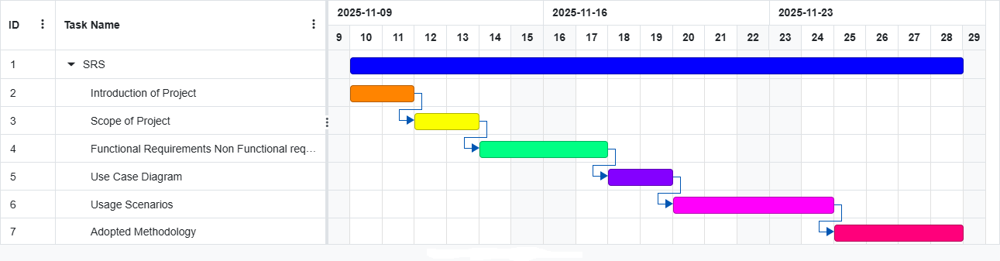 2025-11-09 2025-11-16 2025-11-23
ID Task Name
9 10 11 12 13 14 15 16 17 18 19 20 21 22 23 24 25 26 27 28 29
1 SRS
2 Introduction of Project
3 Scope of Project
4 Functional Requirements Non Functional req...
5 Use Case Diagram
6 Usage Scenarios
7 Adopted Methodology